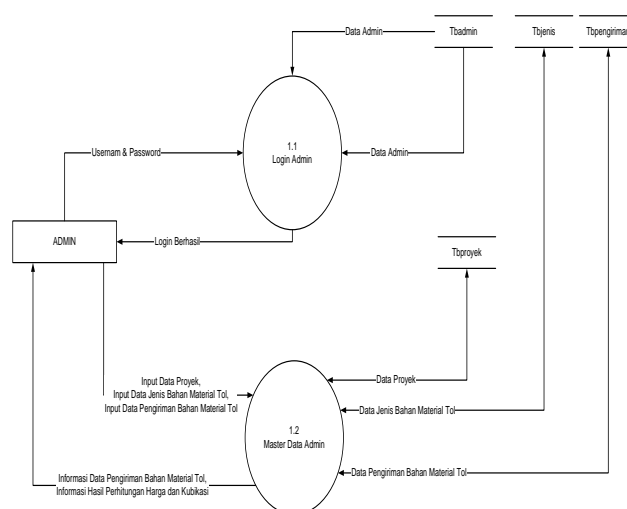 Data Admin
Tbadmin
Tbjenis
Tbpengiriman
1.1
Login Admin
Usernam & Password
Data Admin
ADMIN
Login Berhasil
Tbproyek
Input Data Proyek,
Input Data Jenis Bahan Material Tol,
Input Data Pengiriman Bahan Material Tol
Data Proyek
Data Jenis Bahan Material Tol
1.2
Master Data Admin
Data Pengiriman Bahan Material Tol
Informasi Data Pengiriman Bahan Material Tol,
Informasi Hasil Perhitungan Harga dan Kubikasi